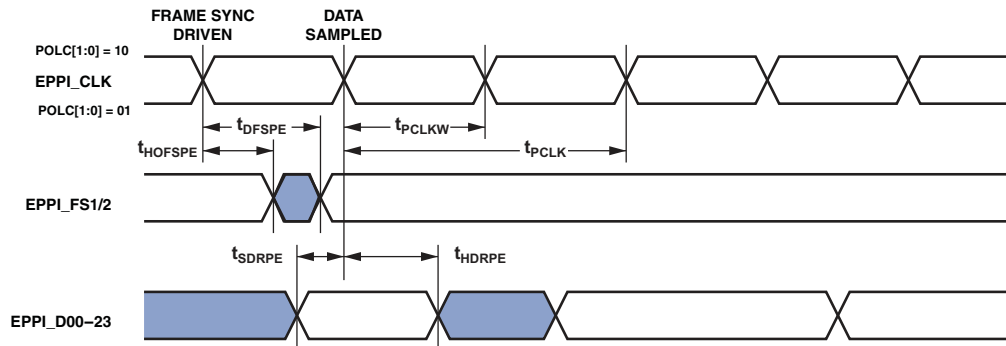 FRAME SYNC
DRIVEN
DATA
SAMPLED
POLC[1:0] = 10
EPPI_CLK
POLC[1:0] = 01
tDFSPE
tPCLKW
tHOFSPE
tPCLK
EPPI_FS1/2
tSDRPE
tHDRPE
EPPI_D00–23